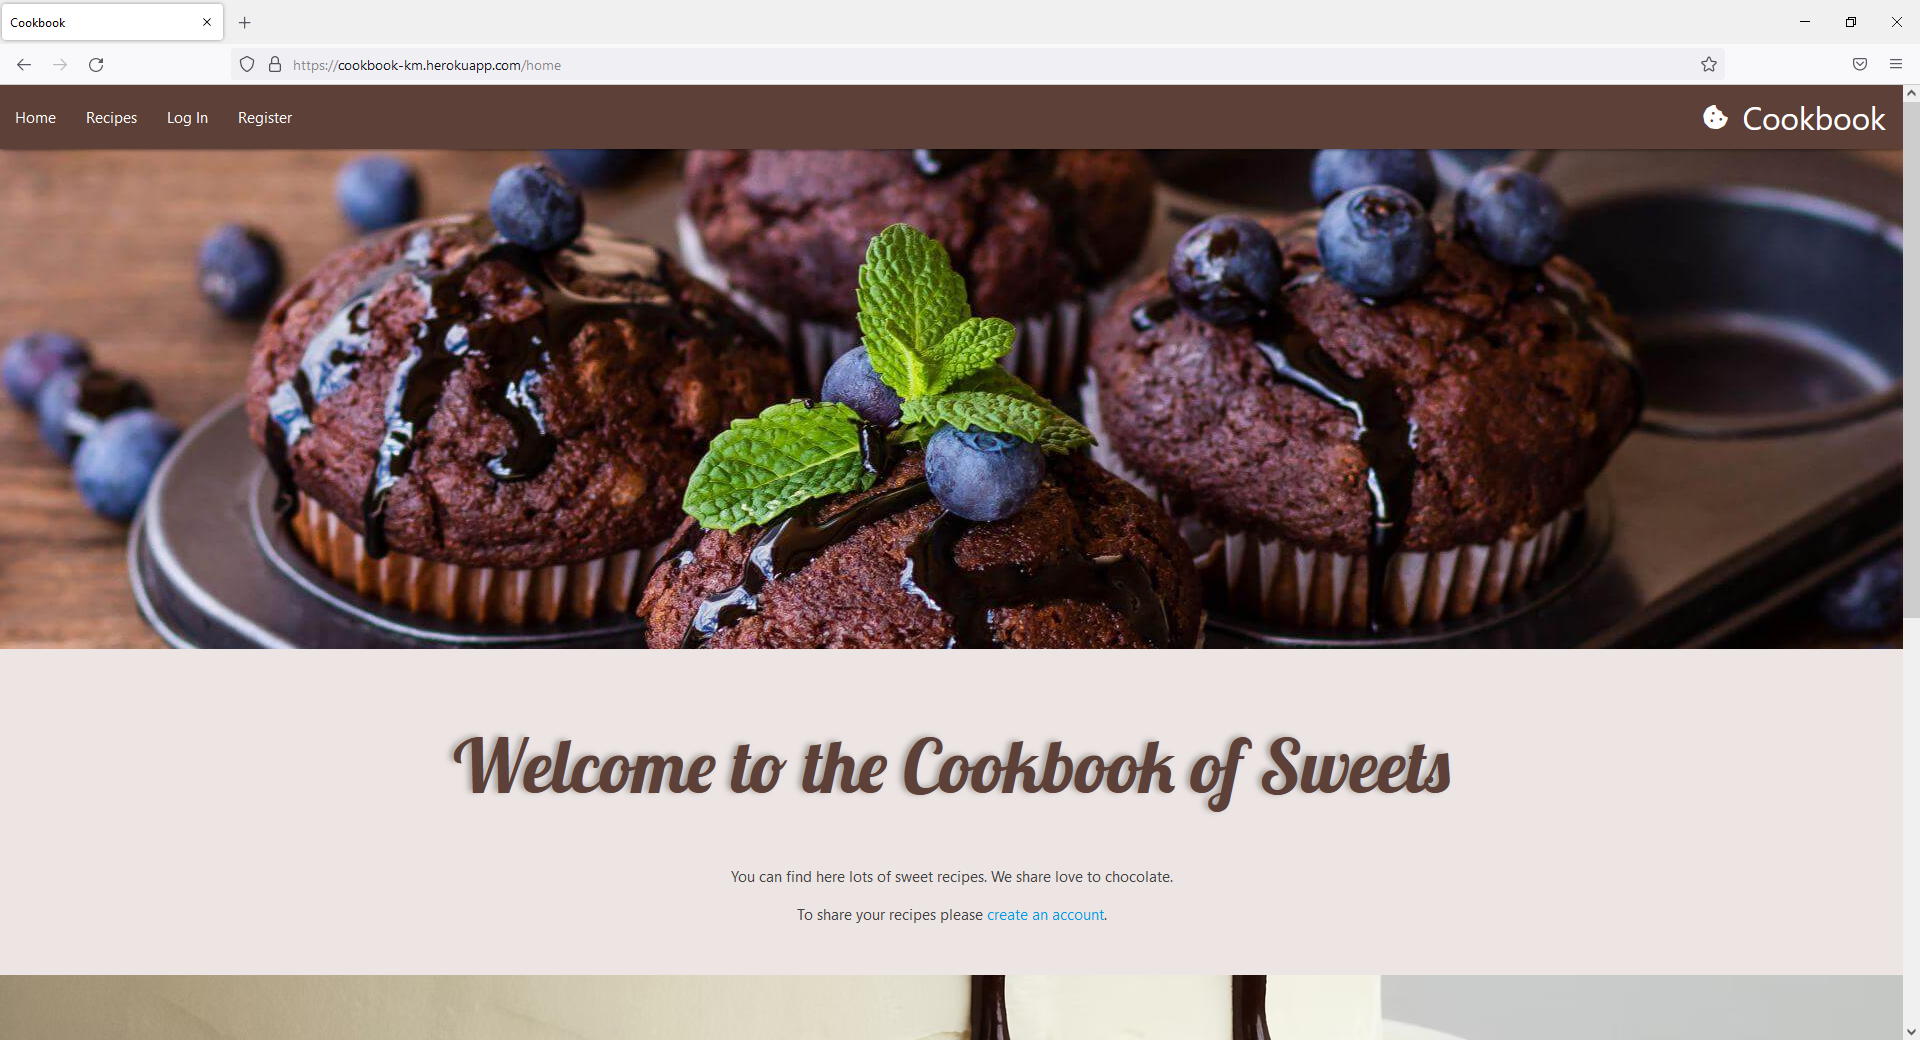 Cookbook
https://cookbook-km.herokuapp.com/home
Home Recipes Log In Register Cookbook
Welcome to the Cookbook of Sweets
You can find here lots of sweet recipes. We share love to chocolate.
To share your recipes please create an account.